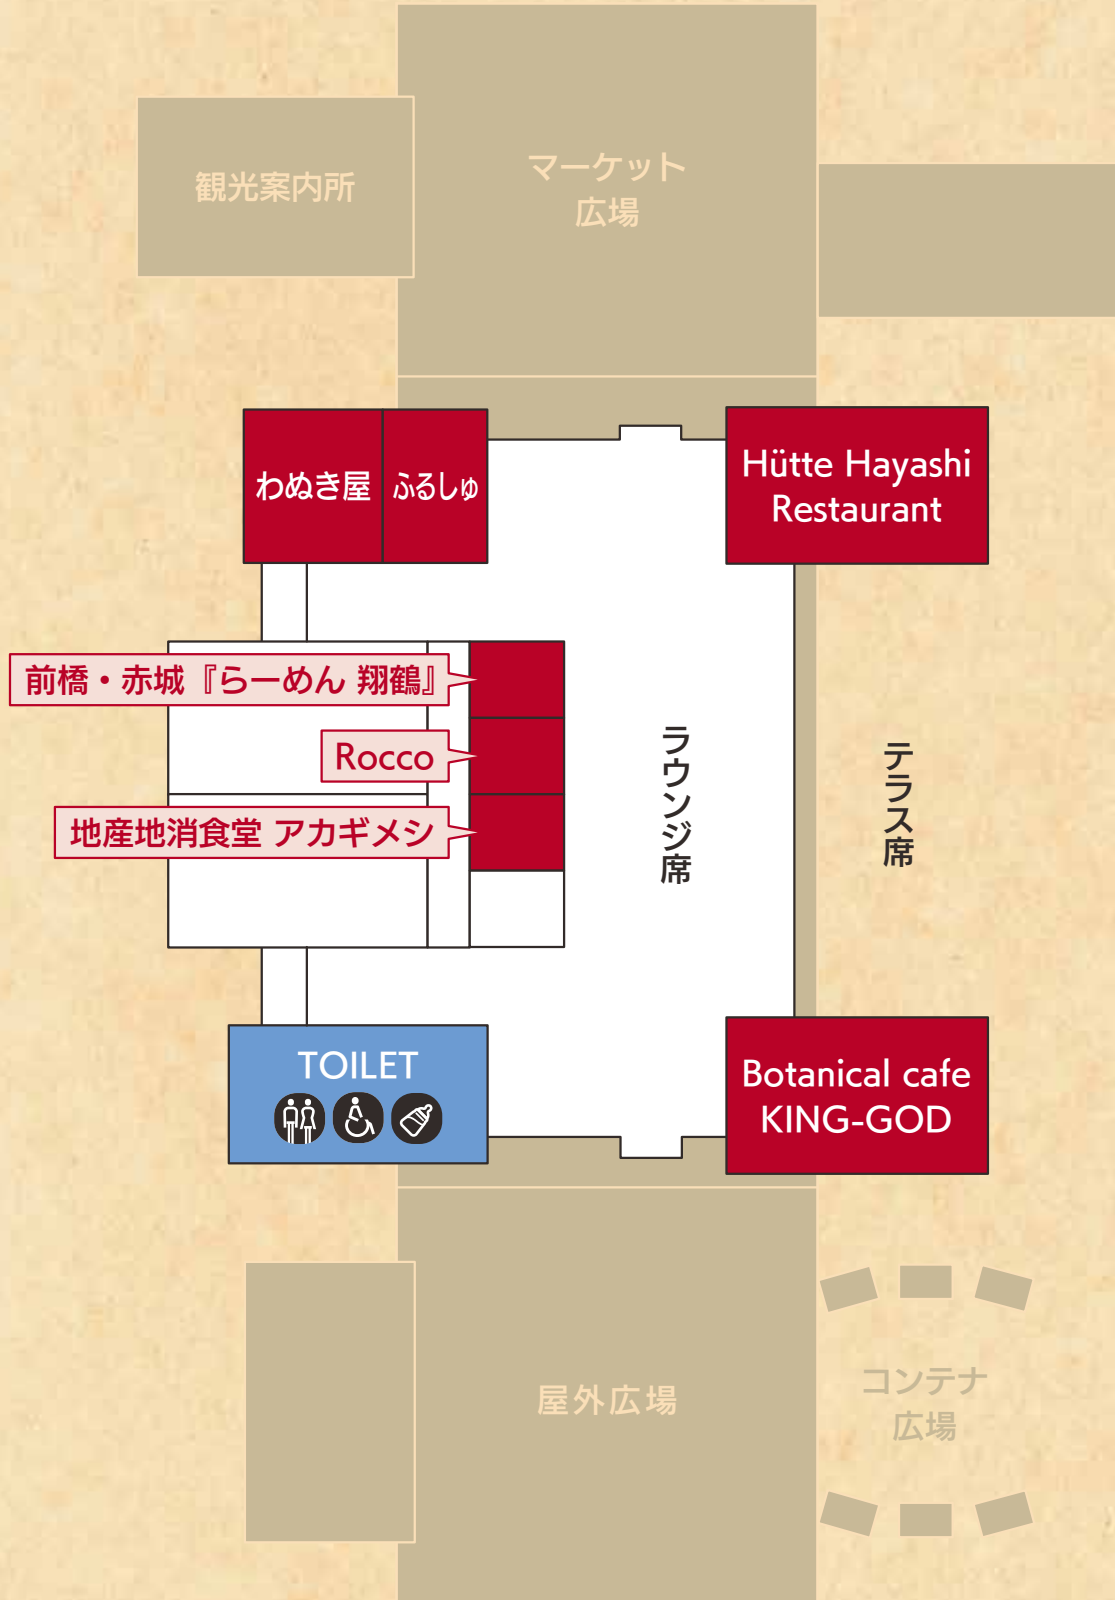 観光案内所
マーケット
広場
わぬき屋
ふるしゅ
Hütte Hayashi
Restaurant
前橋・赤城『らーめん 翔鶴』
Rocco
地産地消食堂 アカギメシ
ラウンジ席
テラス席
TOILET
Botanical cafe
KING-GOD
屋外広場
コンテナ
広場